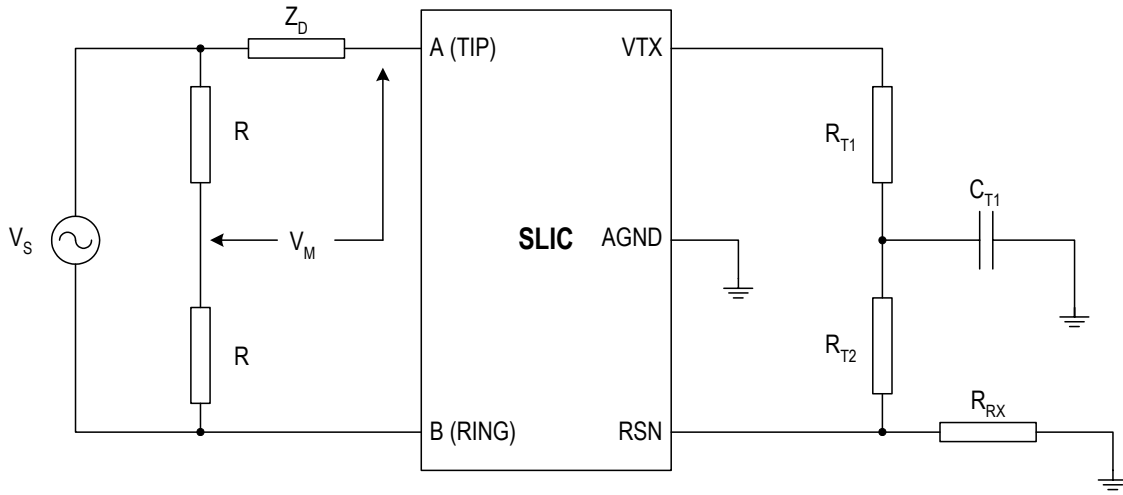 Z_D
A (TIP)
VTX
R
R_T1
C_T1
V_S
V_M
SLIC
AGND
R
R_T2
R_RX
B (RING)
RSN